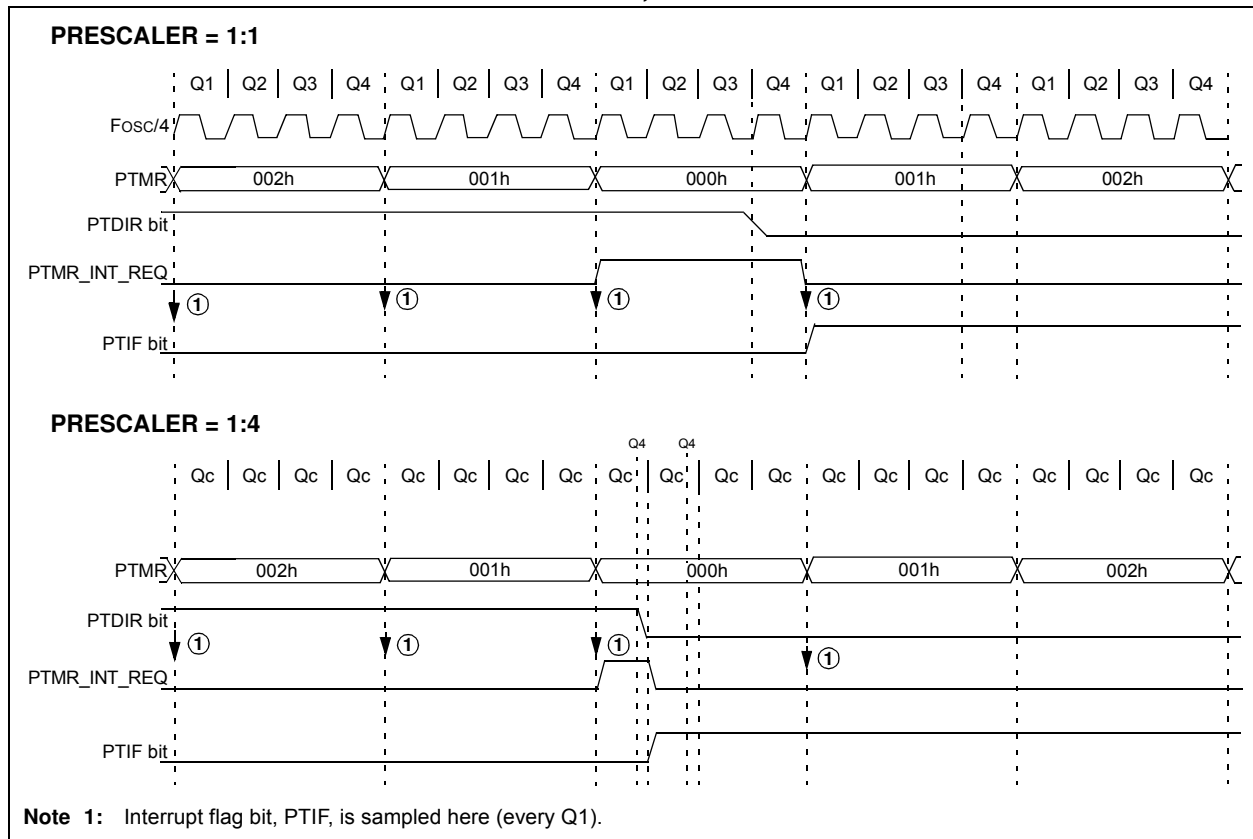 PRESCALER = 1:1
Q1 Q2 Q3 Q4 Q1 Q2 Q3 Q4 Q1 Q2 Q3 Q4 Q1 Q2 Q3 Q4 Q1 Q2 Q3 Q4
FOSC/4
PTMR 002h 001h 000h 001h 002h
PTDIR bit
PTMR_INT_REQ
1 1 1 1
PTIF bit
PRESCALER = 1:4
Q4 Q4
Qc Qc Qc Qc Qc Qc Qc Qc Qc Qc Qc Qc Qc Qc Qc Qc Qc Qc Qc Qc
PTMR 002h 001h 000h 001h 002h
PTDIR bit
1 1 1 1
PTMR_INT_REQ
PTIF bit
Note 1: Interrupt flag bit, PTIF, is sampled here (every Q1).